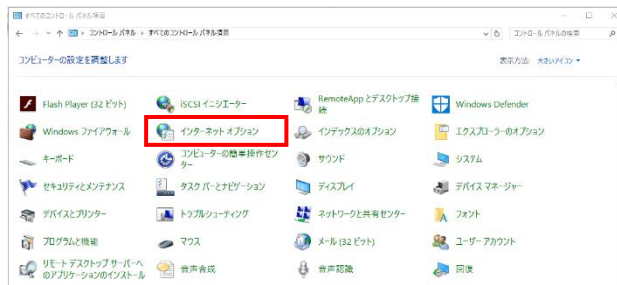 すべてのコントロール パネル項目
› コントロール パネル › すべてのコントロール パネル項目
コントロール パネルの検索
コンピューターの設定を調整します
表示方法: 大きいアイコン
Flash Player (32 ビット)
iSCSI イニシエーター
RemoteApp とデスクトップ接
続
Windows Defender
Windows ファイアウォール
インターネット オプション
インデックスのオプション
エクスプローラーのオプション
キーボード
コンピューターの簡単操作セン
ター
サウンド
システム
セキュリティとメンテナンス
タスク バーとナビゲーション
ディスプレイ
デバイス マネージャー
デバイスとプリンター
トラブルシューティング
ネットワークと共有センター
フォント
プログラムと機能
マウス
メール (32 ビット)
ユーザー アカウント
リモート デスクトップ サーバーへ
のアプリケーションのインストール
音声合成
音声認識
回復